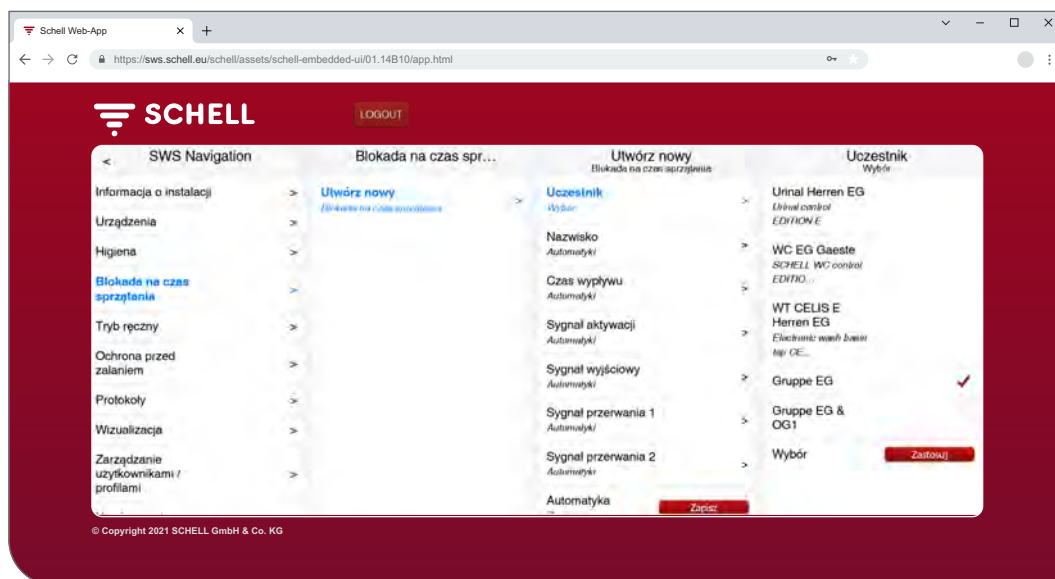 Schell Web-App
https://sws.schell.eu/schell/assets/schell-embedded-ui/01.14B10/app.html
SCHELL
LOGOUT
SWS Navigation
Informacja o instalacji
Urządzenia
Higiena
Blokada na czas
sprzątania
Tryb ręczny
Ochrona przed
zalaniem
Protokoły
Wizualizacja
Zarządzanie
użytkownikami /
profilami
Blokada na czas spr...
Utwórz nowy
Blokada na czas sprzątania
Utwórz nowy
Blokada na czas sprzątania
Uczestnik
Wybór
Nazwisko
Automatyki
Czas wypływu
Automatyki
Sygnał aktywacji
Automatyki
Sygnał wyjściowy
Automatyki
Sygnał przerwania 1
Automatyki
Sygnał przerwania 2
Automatyki
Automatyka
Zapisz
Uczestnik
Wybór
Urinal Herren EG
Urinal control
EDITION E
WC EG Gaeste
SCHELL WC control
EDITIO...
WT CELIS E
Herren EG
Electronic wash basin
tap CE...
Gruppe EG
Gruppe EG &
OG1
Wybór
Zastosuj
© Copyright 2021 SCHELL GmbH & Co. KG